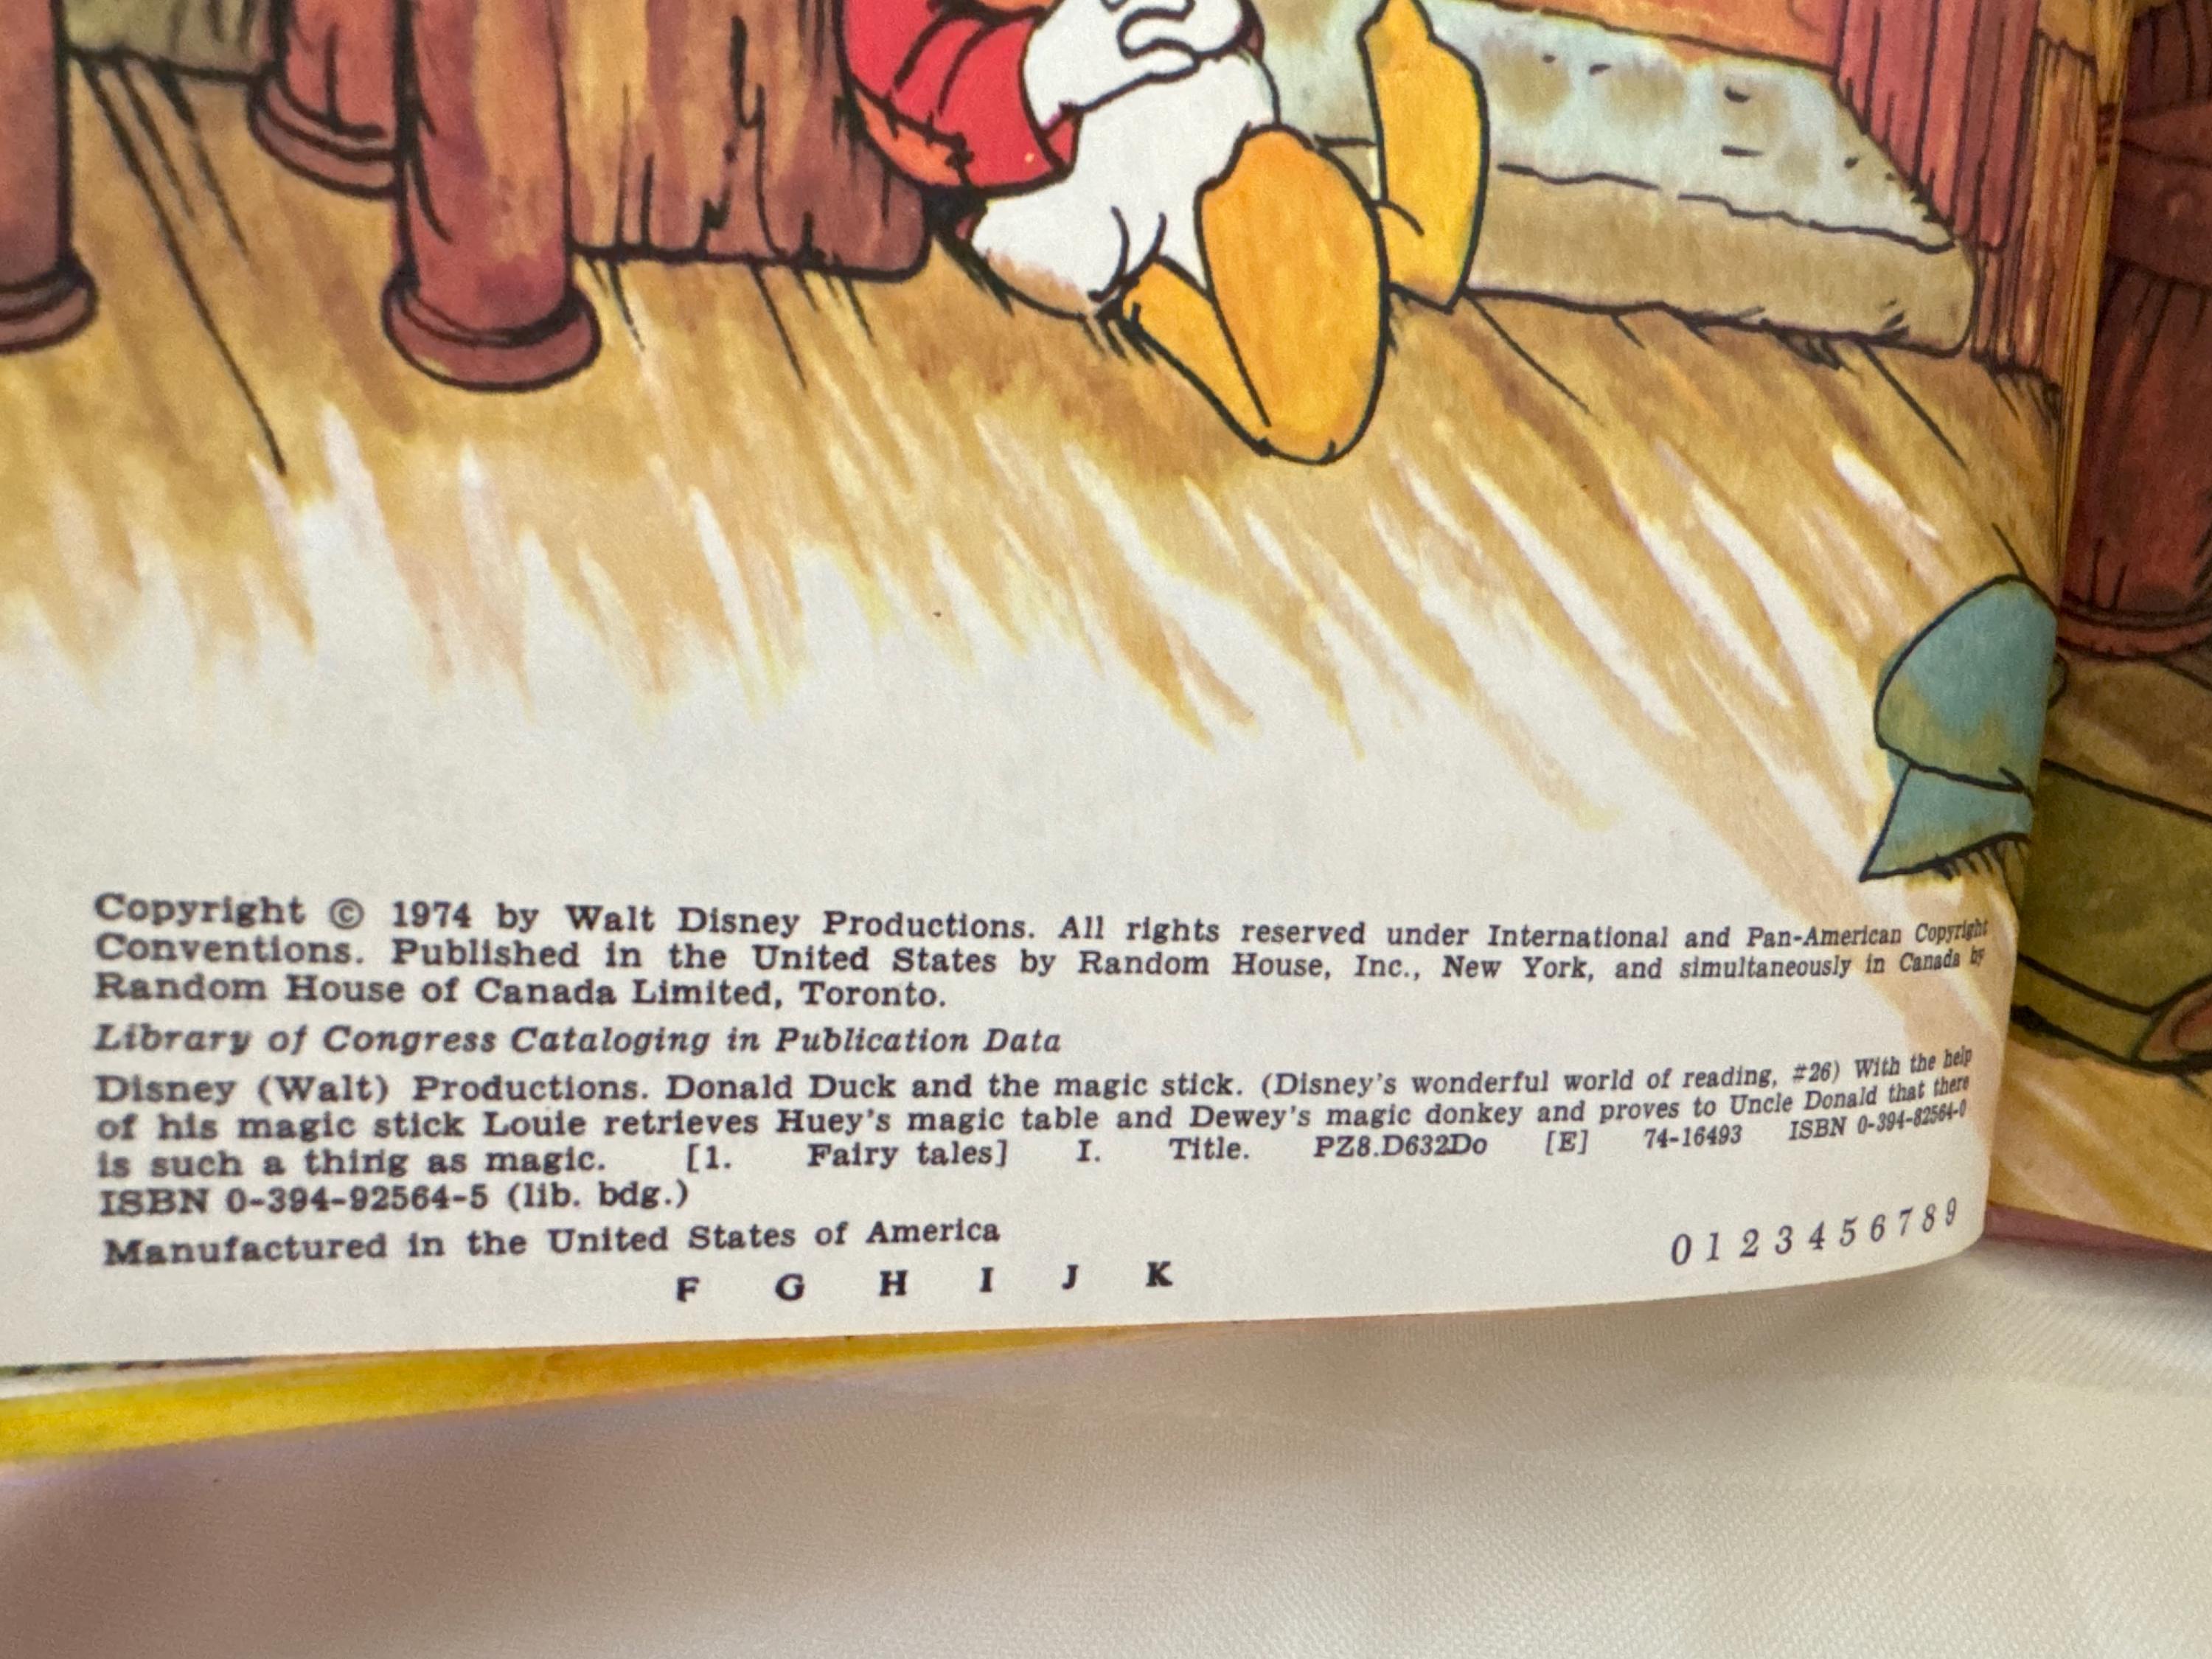 Copyright © 1974 by Walt Disney Productions. All rights reserved under International and Pan-American Copyright
Conventions. Published in the United States by Random House, Inc., New York, and simultaneously in Canada by
Random House of Canada Limited, Toronto.
Library of Congress Cataloging in Publication Data
Disney (Walt) Productions. Donald Duck and the magic stick. (Disney's wonderful world of reading, #26) With the help
of his magic stick Louie retrieves Huey's magic table and Dewey's magic donkey and proves to Uncle Donald that there
is such a thing as magic. [1. Fairy tales] I. Title. PZ8.D632Do [E] 74-16493 ISBN 0-394-82564-0
ISBN 0-394-92564-5 (lib. bdg.)
Manufactured in the United States of America
F G H I J K
0 1 2 3 4 5 6 7 8 9